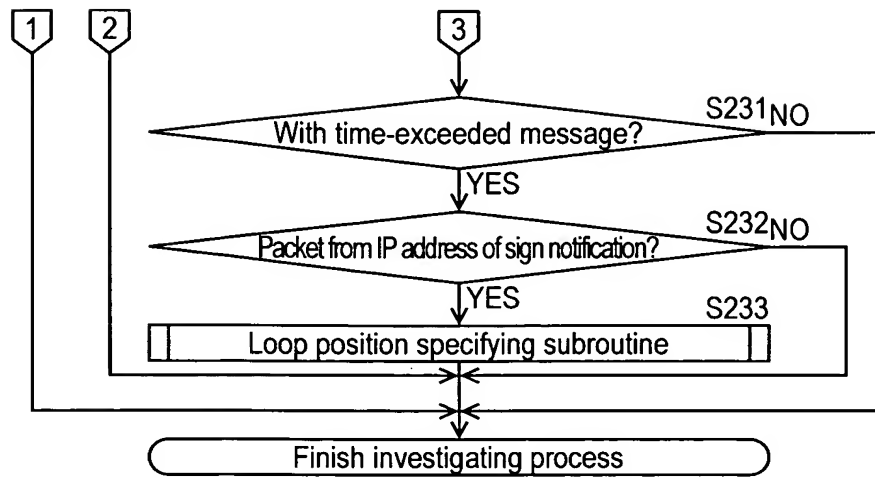 1
2
3
With time-exceeded message?
S231
NO
YES
Packet from IP address of sign notification?
S232
NO
YES
S233
Loop position specifying subroutine
Finish investigating process